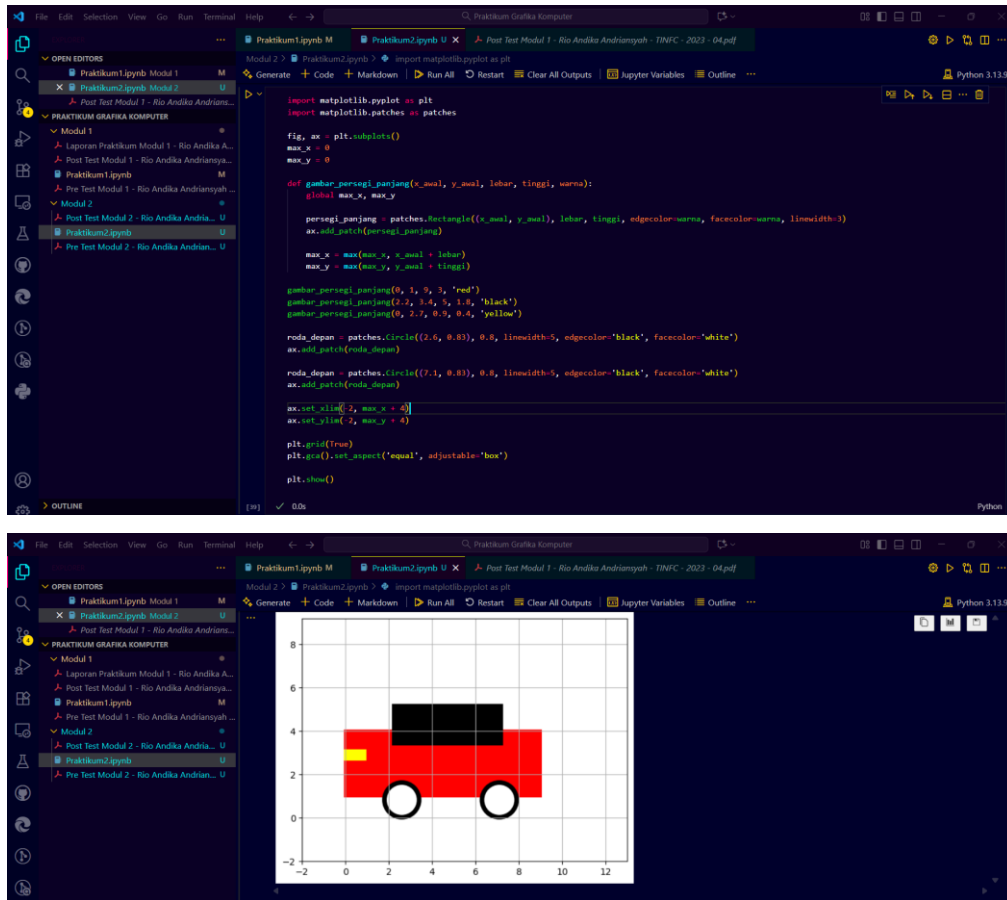 File Edit Selection View Go Run Terminal Help
Praktikum Grafika Komputer
Praktikum1.ipynb M
Praktikum2.ipynb U
Post Test Modul 1 - Rio Andika Andriansyah - TINFC - 2023 - 04.pdf
OPEN EDITORS
Praktikum1.ipynb Modul 1 M
Praktikum2.ipynb Modul 2 U
Post Test Modul 1 - Rio Andika Andrians...
PRAKTIKUM GRAFIKA KOMPUTER
Modul 1
Laporan Praktikum Modul 1 - Rio Andika A...
Post Test Modul 1 - Rio Andika Andriansya...
Praktikum1.ipynb M
Pre Test Modul 1 - Rio Andika Andriansyah ...
Modul 2
Post Test Modul 2 - Rio Andika Andria... U
Praktikum2.ipynb U
Pre Test Modul 2 - Rio Andika Andrian... U
OUTLINE
Modul 2 > Praktikum2.ipynb > import matplotlib.pyplot as plt
Generate + Code + Markdown Run All Restart Clear All Outputs Jupyter Variables Outline ...
Python 3.13.9
import matplotlib.pyplot as plt
import matplotlib.patches as patches
fig, ax = plt.subplots()
max_x = 0
max_y = 0
def gambar_persegi_panjang(x_awal, y_awal, lebar, tinggi, warna):
global max_x, max_y
persegi_panjang = patches.Rectangle((x_awal, y_awal), lebar, tinggi, edgecolor=warna, facecolor=warna, linewidth=3)
ax.add_patch(persegi_panjang)
max_x = max(max_x, x_awal + lebar)
max_y = max(max_y, y_awal + tinggi)
gambar_persegi_panjang(0, 1, 9, 3, 'red')
gambar_persegi_panjang(2.2, 3.4, 5, 1.8, 'black')
gambar_persegi_panjang(0, 2.7, 0.9, 0.4, 'yellow')
roda_depan = patches.Circle((2.6, 0.83), 0.8, linewidth=5, edgecolor='black', facecolor='white')
ax.add_patch(roda_depan)
roda_depan = patches.Circle((7.1, 0.83), 0.8, linewidth=5, edgecolor='black', facecolor='white')
ax.add_patch(roda_depan)
ax.set_xlim(-2, max_x + 4)
ax.set_ylim(-2, max_y + 4)
plt.grid(True)
plt.gca().set_aspect('equal', adjustable='box')
plt.show()
[39] 0.0s
Python
File Edit Selection View Go Run Terminal Help
Praktikum Grafika Komputer
Praktikum1.ipynb M
Praktikum2.ipynb U
Post Test Modul 1 - Rio Andika Andriansyah - TINFC - 2023 - 04.pdf
OPEN EDITORS
Praktikum1.ipynb Modul 1 M
Praktikum2.ipynb Modul 2 U
Post Test Modul 1 - Rio Andika Andrians...
PRAKTIKUM GRAFIKA KOMPUTER
Modul 1
Laporan Praktikum Modul 1 - Rio Andika A...
Post Test Modul 1 - Rio Andika Andriansya...
Praktikum1.ipynb M
Pre Test Modul 1 - Rio Andika Andriansyah ...
Modul 2
Post Test Modul 2 - Rio Andika Andria... U
Praktikum2.ipynb U
Pre Test Modul 2 - Rio Andika Andrian... U
Modul 2 > Praktikum2.ipynb > import matplotlib.pyplot as plt
Generate + Code + Markdown Run All Restart Clear All Outputs Jupyter Variables Outline ...
Python 3.13.9
8
6
4
2
0
−2
−2 0 2 4 6 8 10 12